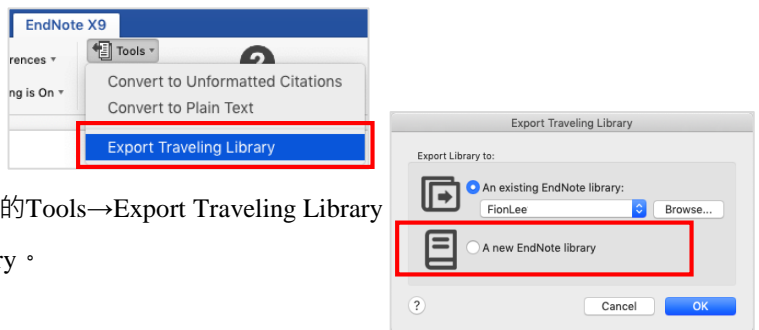 EndNote X9
rences
Tools
ng is On
Convert to Unformatted Citations
Convert to Plain Text
Export Traveling Library
的Tools→Export Traveling Library
ry。
Export Traveling Library
Export Library to:
An existing EndNote library:
FionLee
Browse...
A new EndNote library
?
Cancel
OK